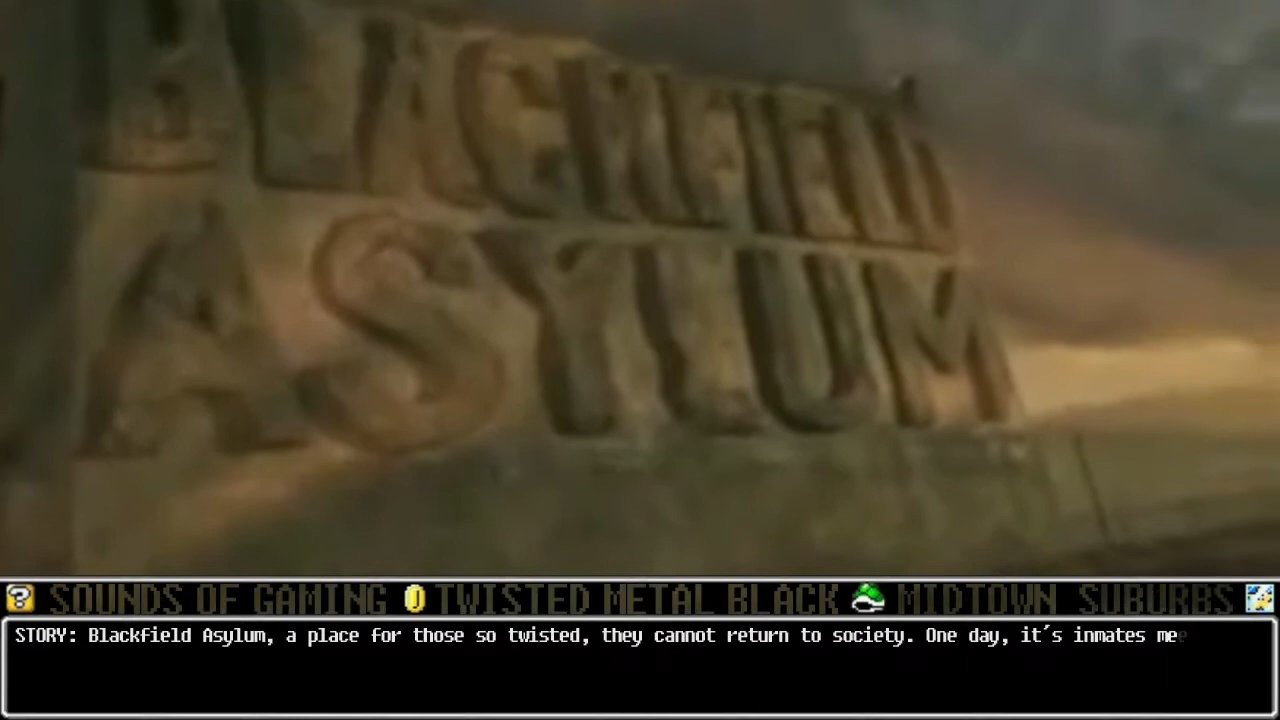 BLACKFIELD
ASYLUM
SOUNDS OF GAMING TWISTED METAL BLACK MIDTOWN SUBURBS
STORY: Blackfield Asylum, a place for those so twisted, they cannot return to society. One day, it's inmates mee